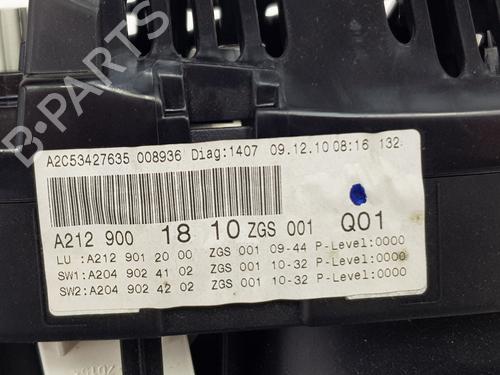 B-PARTS
A2C53427635 008936 Diag:1407 09.12.10 08:16 132
A212 900 18 10 ZGS 001 Q01
LU :A212 901 20 00 ZGS 001 09-44 P-Level:0000
SW1:A204 902 41 02 ZGS 001 10-32 P-Level:0000
SW2:A204 902 42 02 ZGS 001 10-32 P-Level:0000